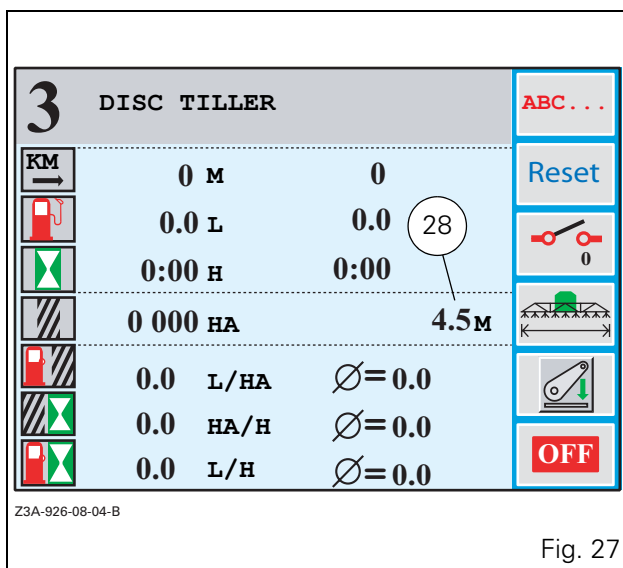 3 DISC TILLER ABC...
KM 0 M 0 Reset
0.0 L 0.0 28
0
0:00 H 0:00
0 000 HA 4.5 M
0.0 L/HA Ø=0.0
0.0 HA/H Ø=0.0
0.0 L/H Ø=0.0 OFF
Z3A-926-08-04-B
Fig. 27